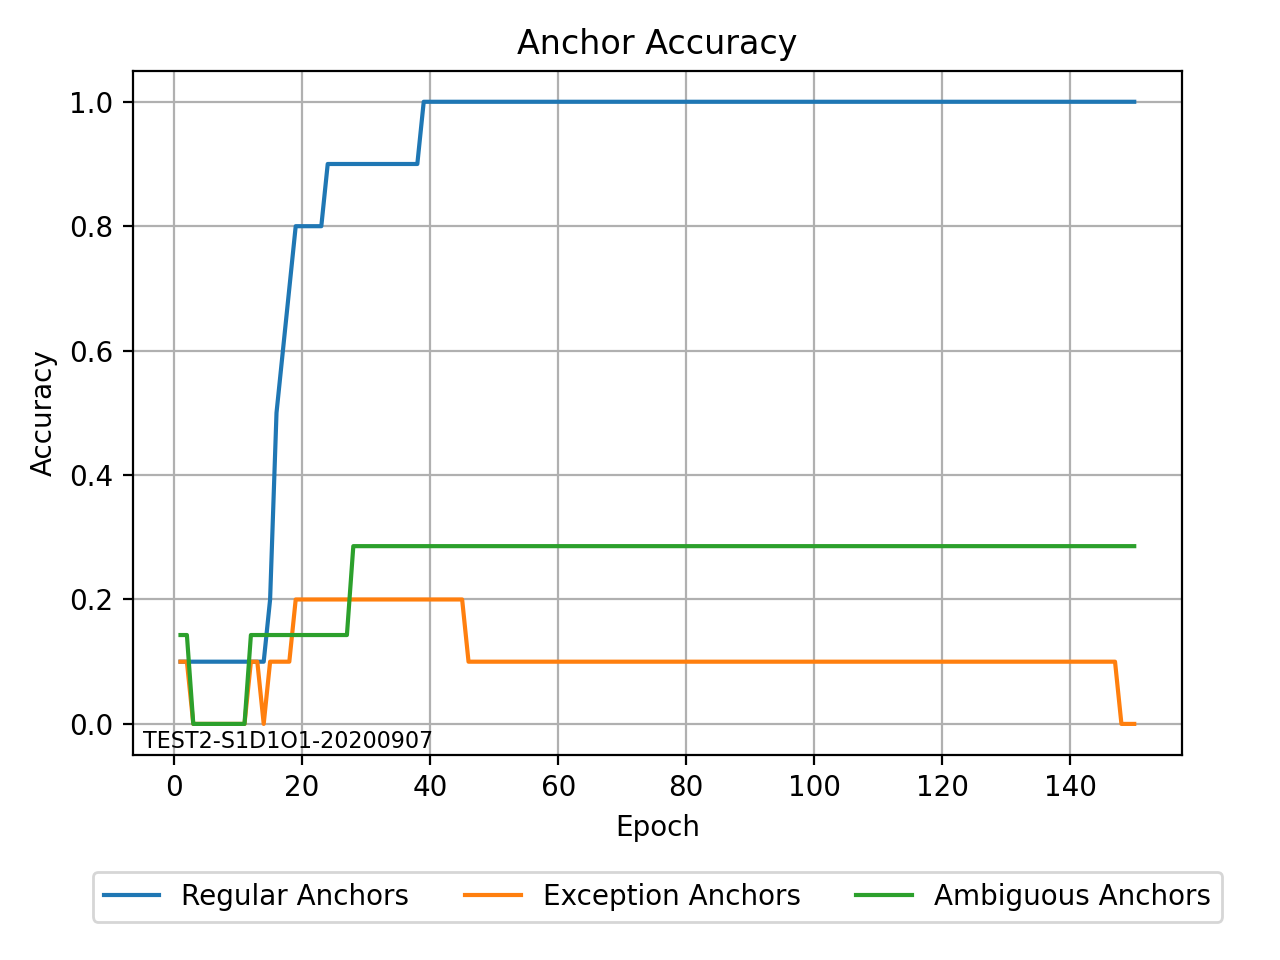 Anchor Accuracy
1.0
0.8
0.6
0.4
0.2
0.0
Accuracy
TEST2-S1D1O1-20200907
0 20 40 60 80 100 120 140
Epoch
Regular Anchors Exception Anchors Ambiguous Anchors